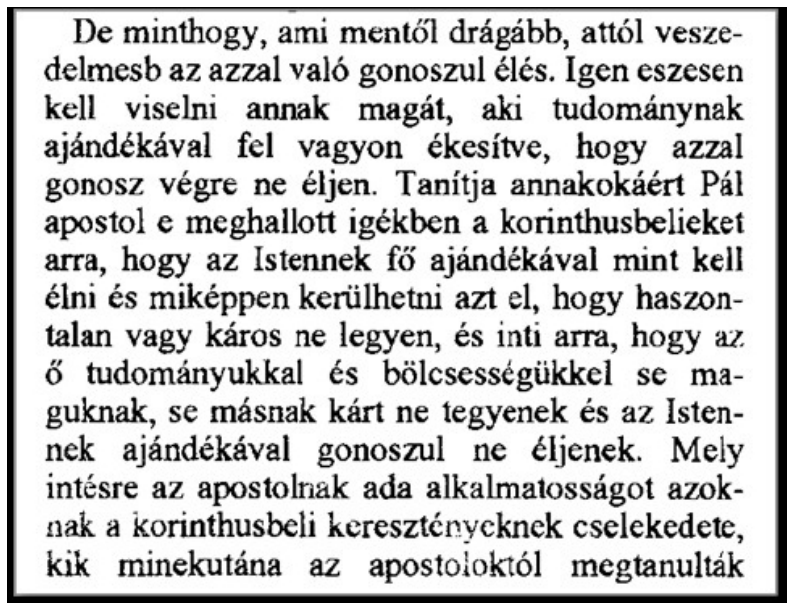 De minthogy, ami mentől drágább, attól vesze-
delmesb az azzal való gonoszul élés. Igen eszesen
kell viselni annak magát, aki tudománynak
ajándékával fel vagyon ékesítve, hogy azzal
gonosz végre ne éljen. Tanítja annakokáért Pál
apostol e meghallott igékben a korinthusbelieket
arra, hogy az Istennek fő ajándékával mint kell
élni és miképpen kerülhetni azt el, hogy haszon-
talan vagy káros ne legyen, és inti arra, hogy az
ő tudományukkal és bölcsességükkel se ma-
guknak, se másnak kárt ne tegyenek és az Isten-
nek ajándékával gonoszul ne éljenek. Mely
intésre az apostolnak ada alkalmatosságot azok-
nak a korinthusbeli keresztényeknek cselekedete,
kik minekutána az apostoloktól megtanulták